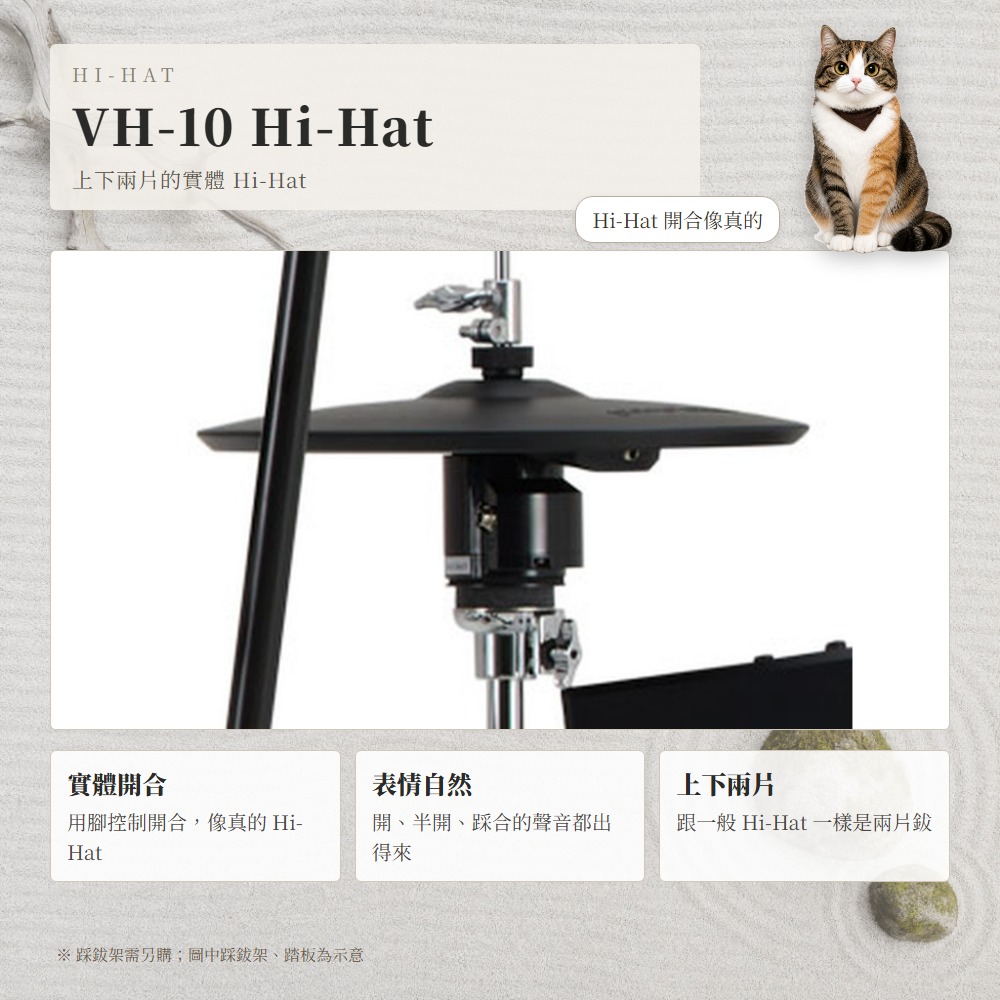 HI-HAT
VH-10 Hi-Hat
上下兩片的實體 Hi-Hat
Hi-Hat 開合像真的
實體開合
用腳控制開合，像真的 Hi-
Hat
表情自然
開、半開、踩合的聲音都出
得來
上下兩片
跟一般 Hi-Hat 一樣是兩片鈸
※ 踩鈸架需另購；圖中踩鈸架、踏板為示意